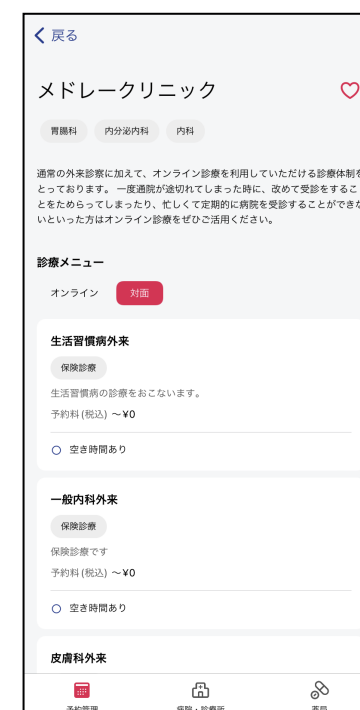 戻る
メドレークリニック
胃腸科 内分泌内科 内科
通常の外来診察に加えて、オンライン診療を利用していただける診療体制を
とっております。一度通院が途切れてしまった時に、改めて受診をするこ
とをためらってしまったり、忙しくて定期的に病院を受診することができな
いといった方はオンライン診療をぜひご活用ください。
診療メニュー
オンライン 対面
生活習慣病外来
保険診療
生活習慣病の診療をおこないます。
予約料(税込) 〜¥0
空き時間あり
一般内科外来
保険診療
保険診療です
予約料(税込) 〜¥0
空き時間あり
皮膚科外来
予約管理 病院・診療所 薬局